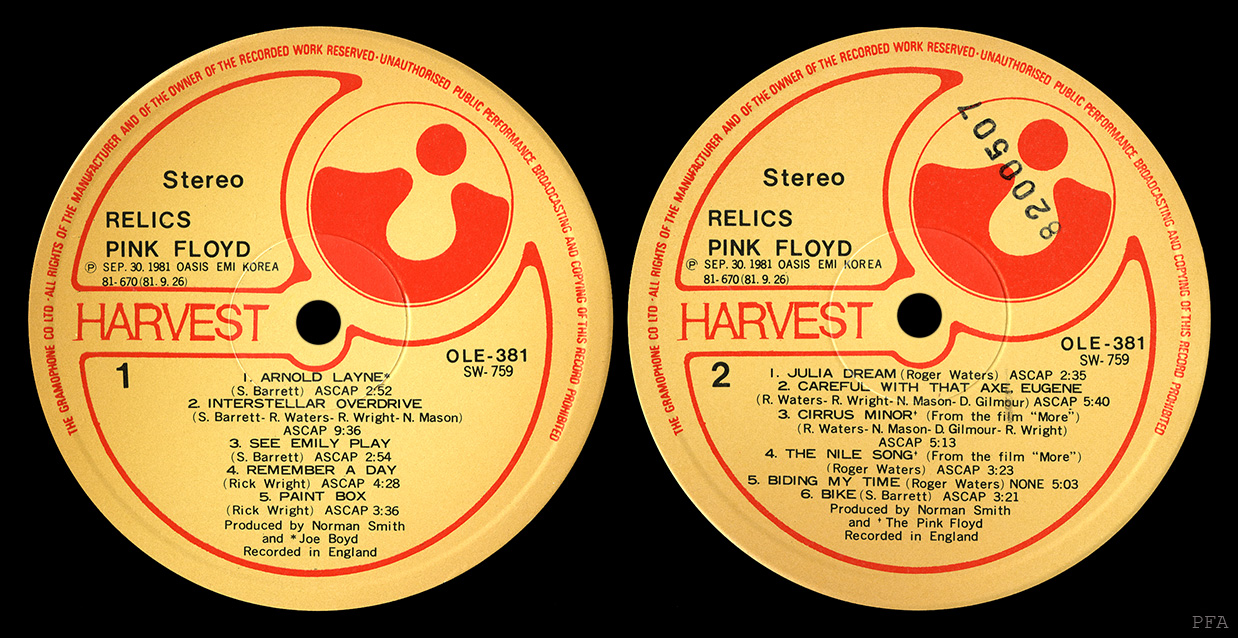 THE GRAMOPHONE CO LTD · ALL RIGHTS OF THE MANUFACTURER AND OF THE OWNER OF THE RECORDED WORK RESERVED · UNAUTHORISED PUBLIC PERFORMANCE BROADCASTING AND COPYING OF THIS RECORD PROHIBITED
Stereo
RELICS
PINK FLOYD
Ⓟ SEP. 30. 1981 OASIS EMI KOREA
81-670 (81. 9. 26)
HARVEST
1
OLE-381
SW-759
1. ARNOLD LAYNE*
(S. Barrett) ASCAP 2:52
2. INTERSTELLAR OVERDRIVE
(S. Barrett- R. Waters- R. Wright- N. Mason)
ASCAP 9:36
3. SEE EMILY PLAY
(S. Barrett) ASCAP 2:54
4. REMEMBER A DAY
(Rick Wright) ASCAP 4:28
5. PAINT BOX
(Rick Wright) ASCAP 3:36
Produced by Norman Smith
and *Joe Boyd
Recorded in England
THE GRAMOPHONE CO LTD · ALL RIGHTS OF THE MANUFACTURER AND OF THE OWNER OF THE RECORDED WORK RESERVED · UNAUTHORISED PUBLIC PERFORMANCE BROADCASTING AND COPYING OF THIS RECORD PROHIBITED
8200507
Stereo
RELICS
PINK FLOYD
Ⓟ SEP. 30. 1981 OASIS EMI KOREA
81-670 (81. 9. 26)
HARVEST
2
OLE-381
SW-759
1. JULIA DREAM (Roger Waters) ASCAP 2:35
2. CAREFUL WITH THAT AXE, EUGENE
(R. Waters- R. Wright- N. Mason- D. Gilmour) ASCAP 5:40
3. CIRRUS MINOR† (From the film "More")
(R. Waters- N. Mason- D. Gilmour- R. Wright)
ASCAP 5:13
4. THE NILE SONG† (From the film "More")
(Roger Waters) ASCAP 3:23
5. BIDING MY TIME (Roger Waters) NONE 5:03
6. BIKE (S. Barrett) ASCAP 3:21
Produced by Norman Smith
and †The Pink Floyd
Recorded in England
PFA